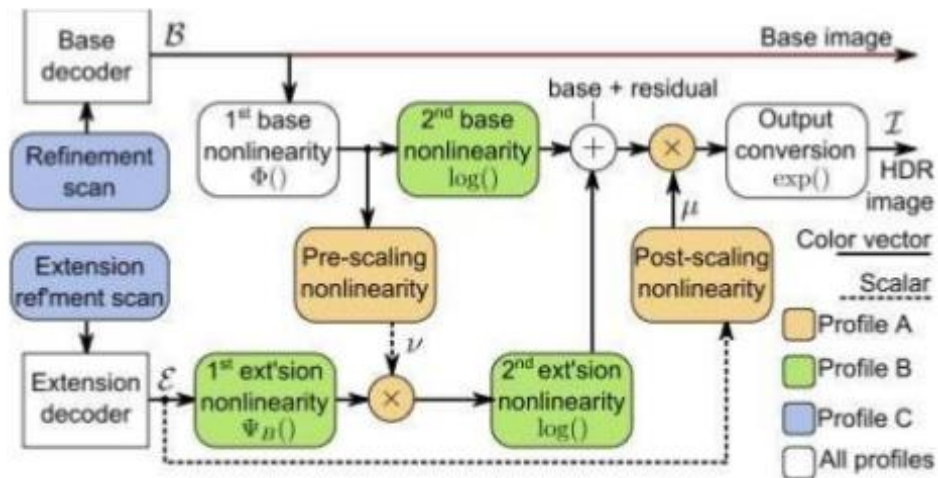 Base
decoder
ℬ
Base image
Refinement
scan
1st base
nonlinearity
Φ()
2nd base
nonlinearity
log()
base + residual
+
×
Output
conversion
exp()
ℐ
HDR
image
Extension
ref'ment scan
Pre-scaling
nonlinearity
μ
Post-scaling
nonlinearity
Color vector
Scalar
ν
Extension
decoder
ℰ
1st ext'sion
nonlinearity
Ψ_B()
×
2nd ext'sion
nonlinearity
log()
Profile A
Profile B
Profile C
All profiles